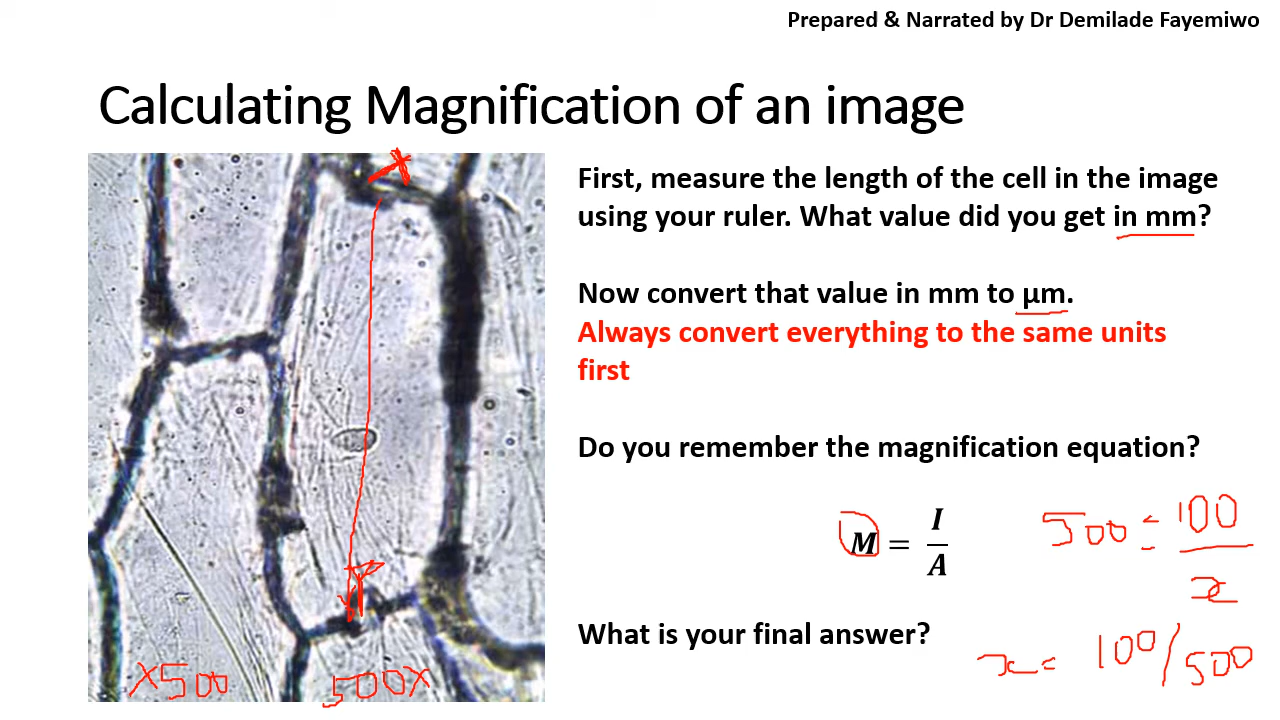 Prepared & Narrated by Dr Demilade Fayemiwo
Calculating Magnification of an image
First, measure the length of the cell in the image
using your ruler. What value did you get in mm?
Now convert that value in mm to µm.
Always convert everything to the same units
first
Do you remember the magnification equation?
M = I / A
500 = 100 / x
What is your final answer?
x = 100/500
x500
500x